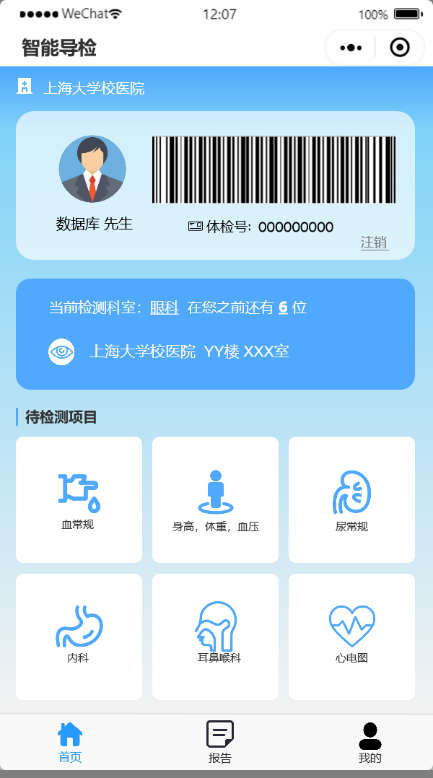 ●●●●● WeChat 12:07 100%
智能导检
上海大学校医院
数据库 先生
体检号: 000000000
注销
当前检测科室: 眼科 在您之前还有 6 位
上海大学校医院 YY楼 XXX室
待检测项目
血常规
身高，体重，血压
尿常规
内科
耳鼻喉科
心电图
首页
报告
我的